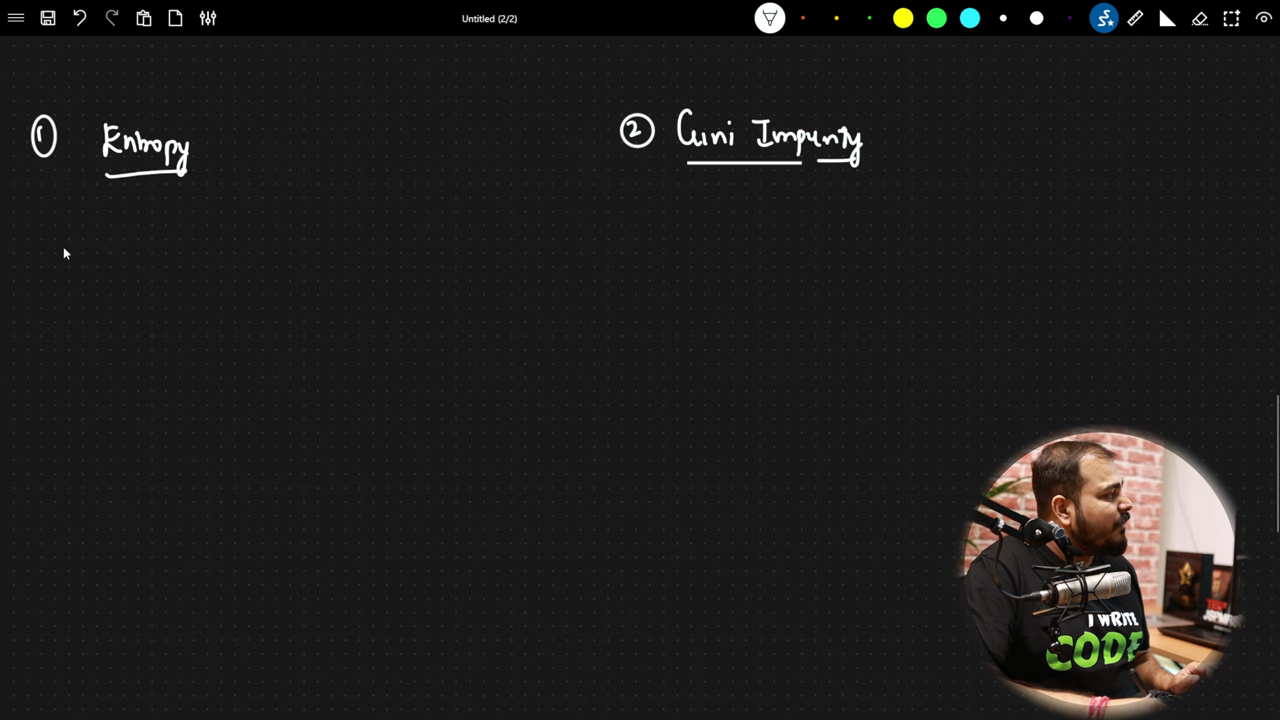 Untitled (2/2)
① Entropy
② Gini Impurity
I WRITE
CODE